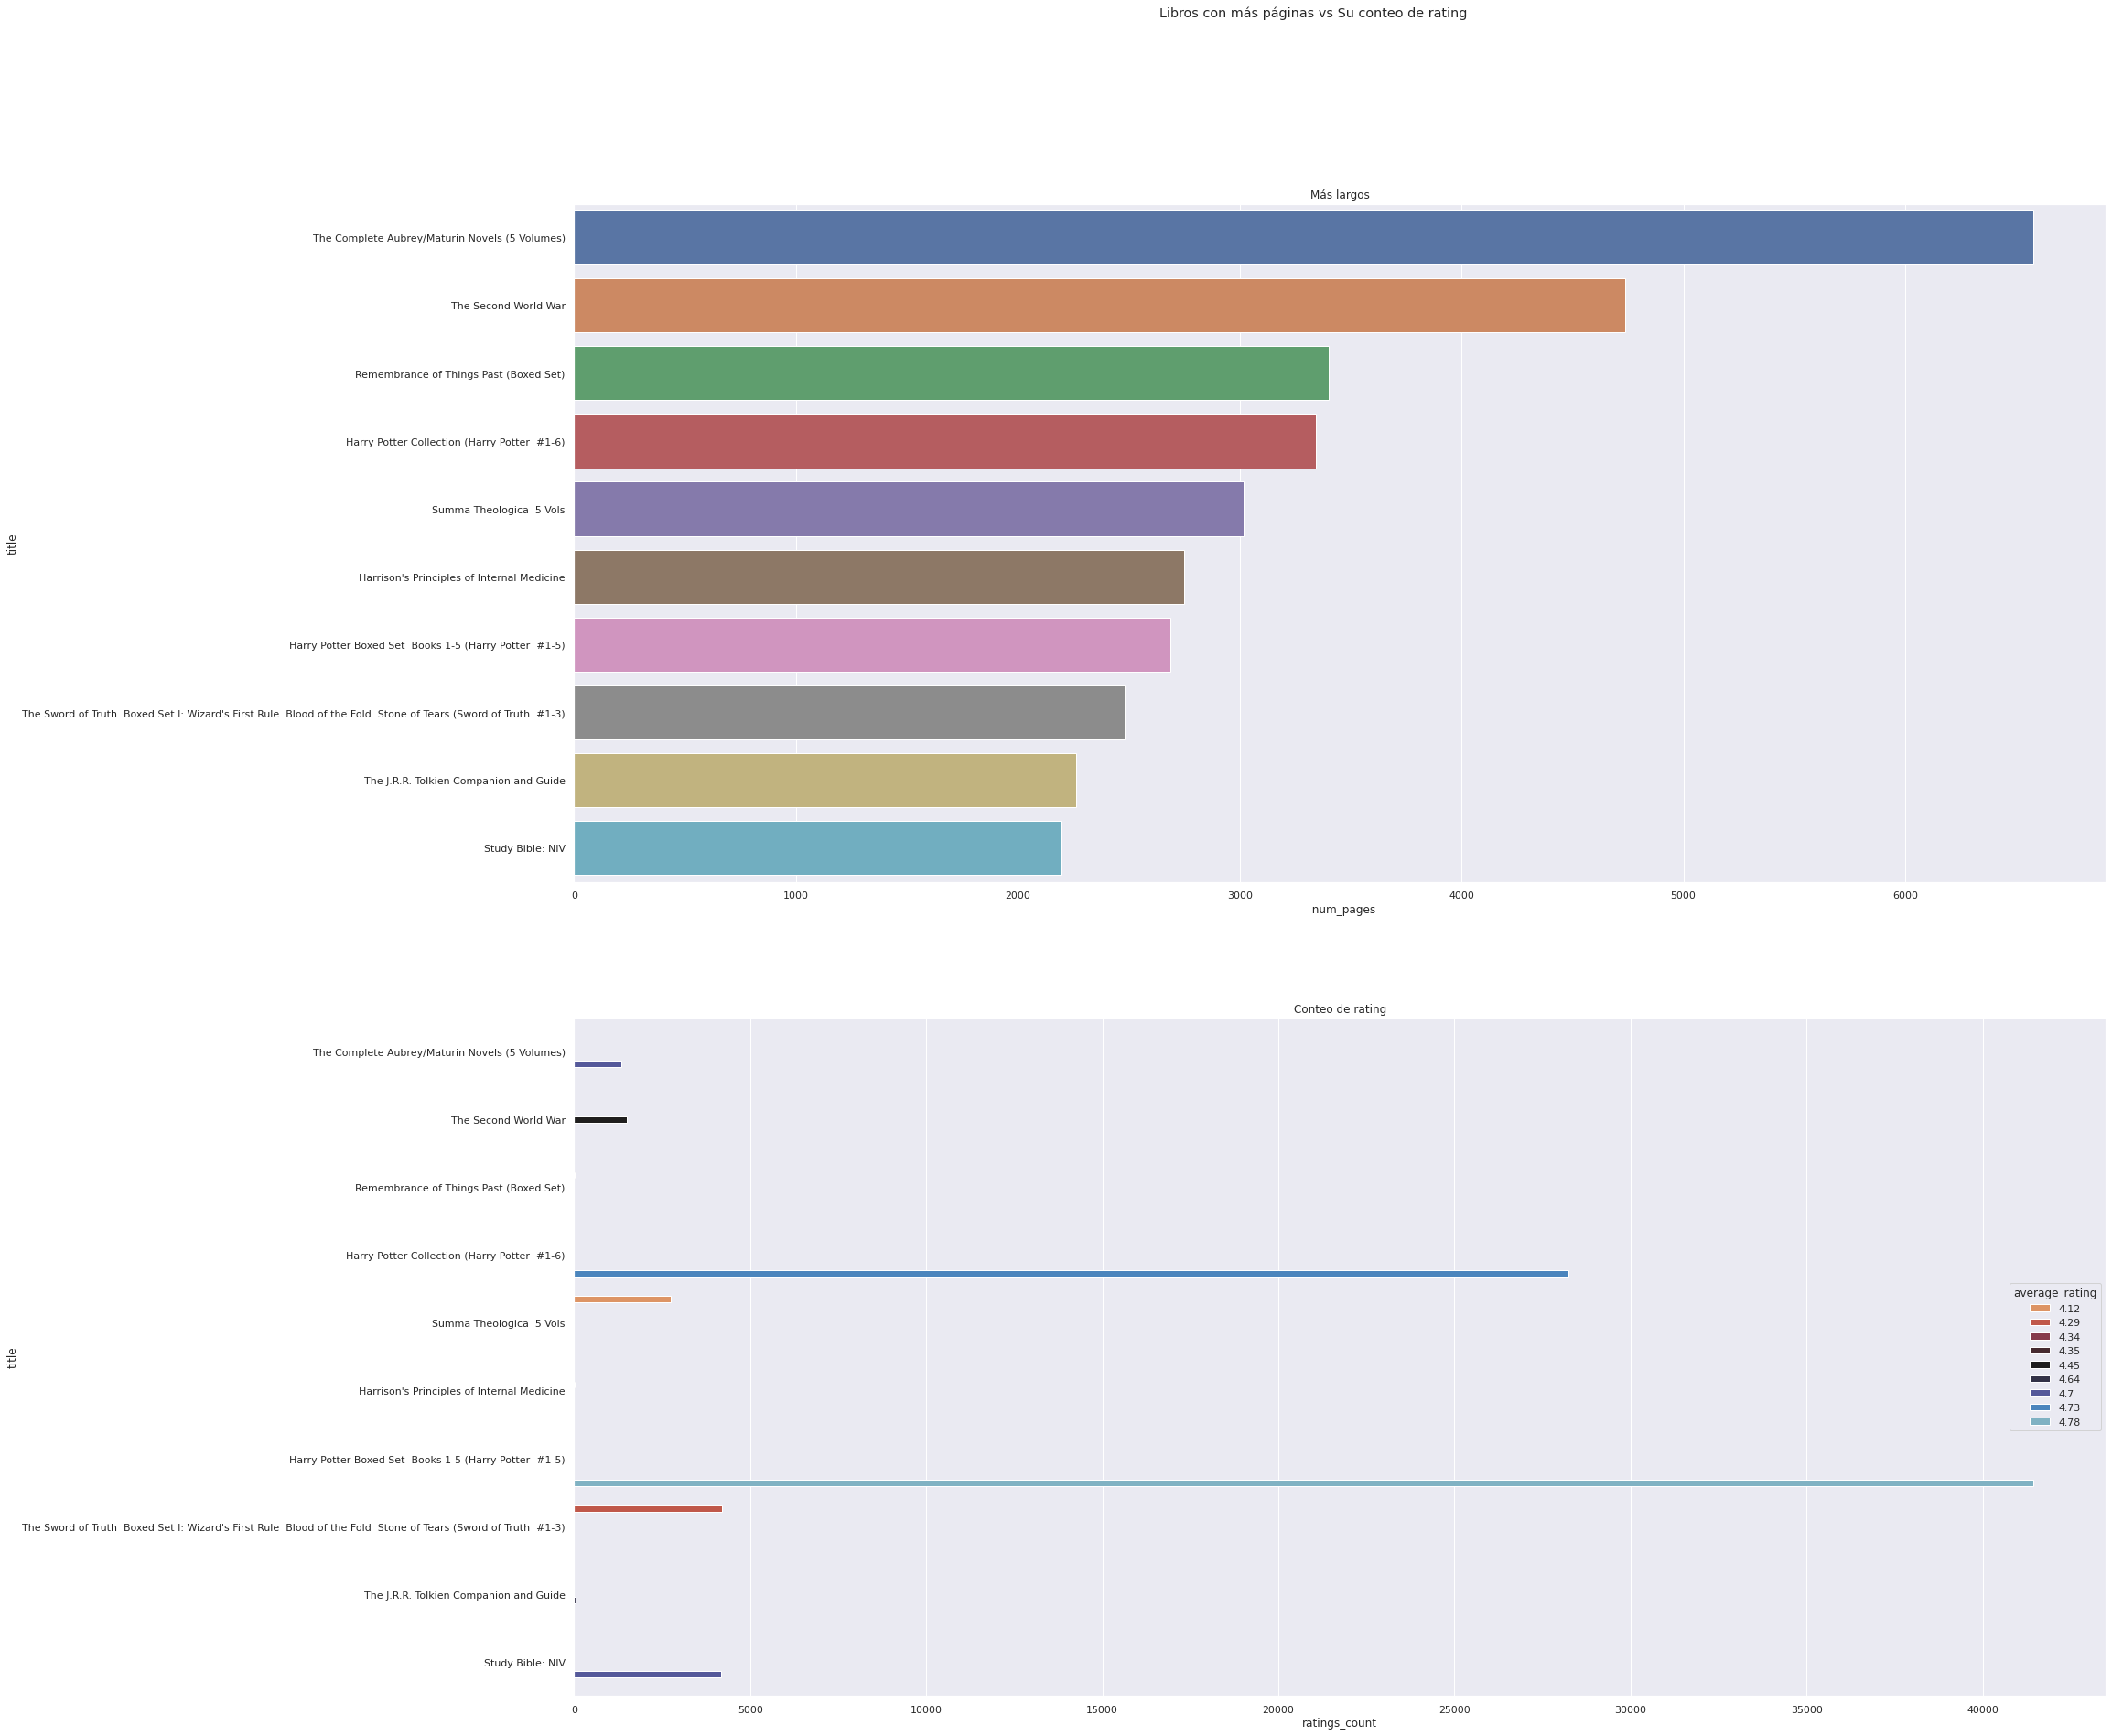 Libros con más páginas vs Su conteo de rating
Más largos
The Complete Aubrey/Maturin Novels (5 Volumes)
The Second World War
Remembrance of Things Past (Boxed Set)
Harry Potter Collection (Harry Potter  #1-6)
Summa Theologica  5 Vols
Harrison's Principles of Internal Medicine
Harry Potter Boxed Set  Books 1-5 (Harry Potter  #1-5)
The Sword of Truth  Boxed Set I: Wizard's First Rule  Blood of the Fold  Stone of Tears (Sword of Truth  #1-3)
The J.R.R. Tolkien Companion and Guide
Study Bible: NIV
title
0 1000 2000 3000 4000 5000 6000
num_pages
Conteo de rating
The Complete Aubrey/Maturin Novels (5 Volumes)
The Second World War
Remembrance of Things Past (Boxed Set)
Harry Potter Collection (Harry Potter  #1-6)
Summa Theologica  5 Vols
Harrison's Principles of Internal Medicine
Harry Potter Boxed Set  Books 1-5 (Harry Potter  #1-5)
The Sword of Truth  Boxed Set I: Wizard's First Rule  Blood of the Fold  Stone of Tears (Sword of Truth  #1-3)
The J.R.R. Tolkien Companion and Guide
Study Bible: NIV
title
average_rating
4.12
4.29
4.34
4.35
4.45
4.64
4.7
4.73
4.78
0 5000 10000 15000 20000 25000 30000 35000 40000
ratings_count